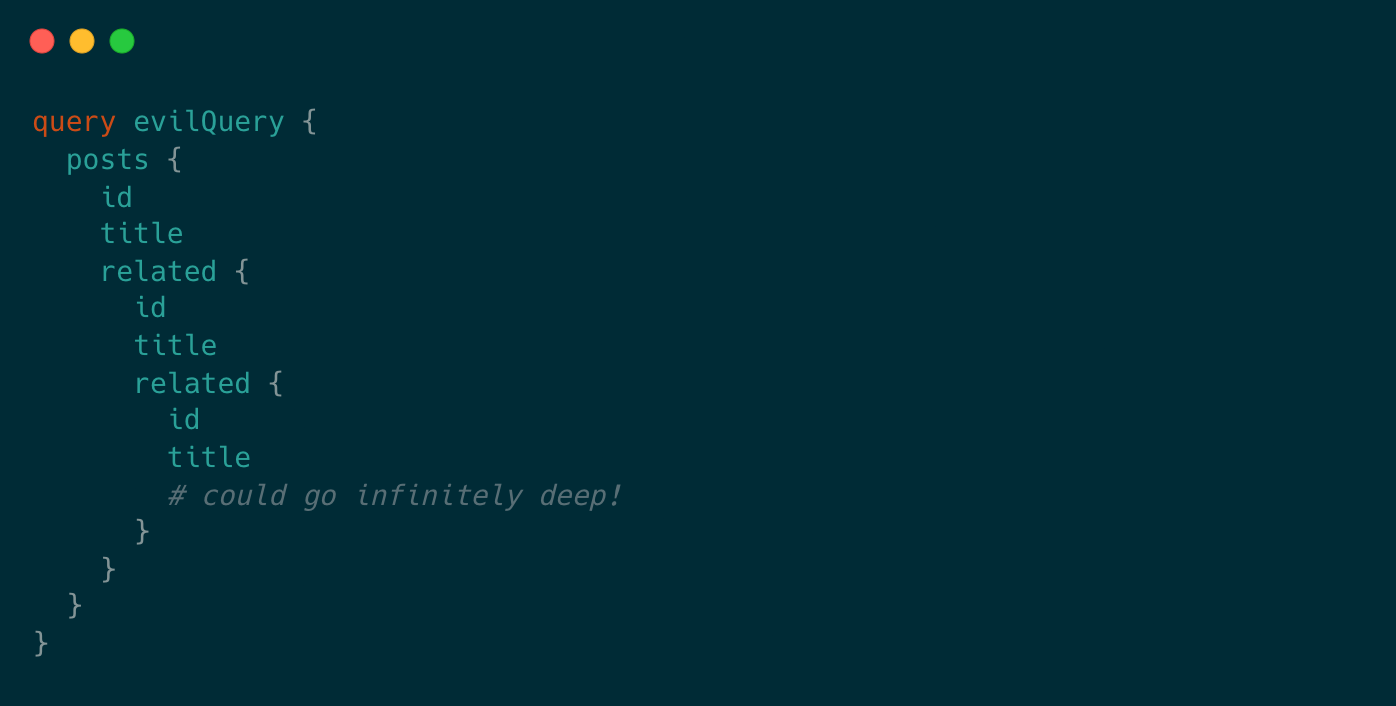 query evilQuery {
  posts {
    id
    title
    related {
      id
      title
      related {
        id
        title
        # could go infinitely deep!
      }
    }
  }
}